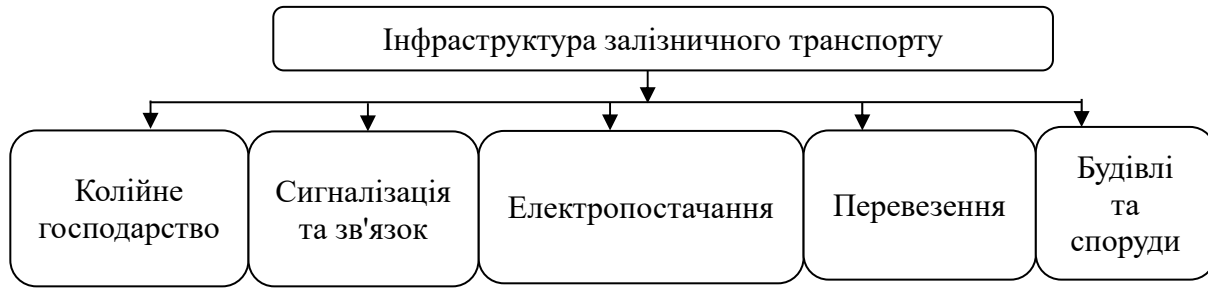 Інфраструктура залізничного транспорту
Колійне
господарство
Сигналізація
та зв'язок
Електропостачання
Перевезення
Будівлі
та
споруди